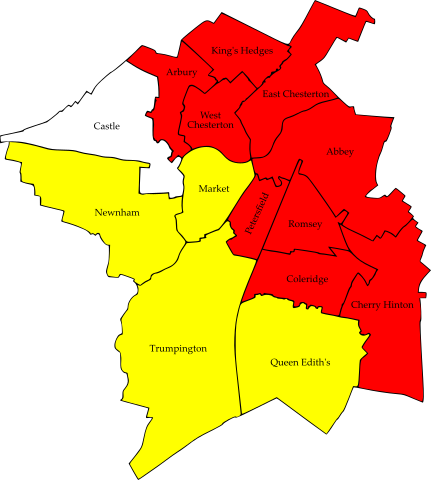 King's Hedges
Arbury
East Chesterton
West
Chesterton
Castle
Abbey
Market
Petersfield
Newnham
Romsey
Coleridge
Cherry Hinton
Trumpington
Queen Edith's